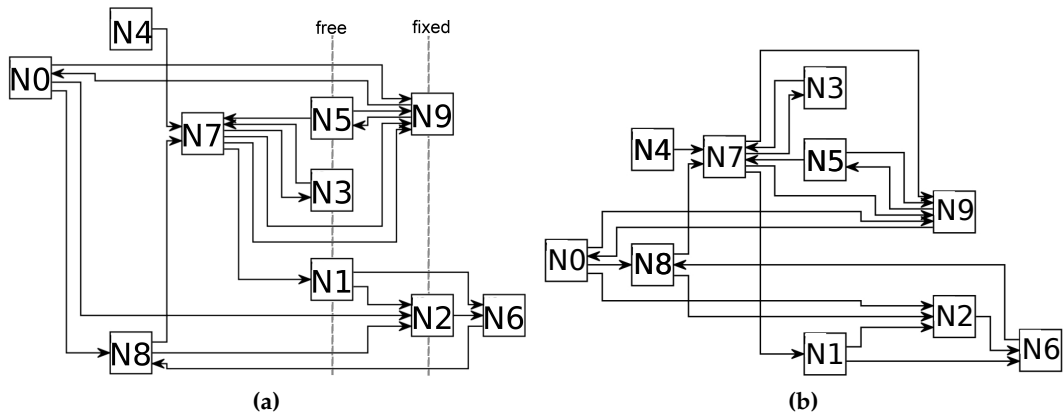 free fixed
N4
N0
N5 N9
N7
N3
N1
N2 N6
N8
(a)
N3
N4 N7 N5
N9
N0 N8
N2
N1 N6
(b)